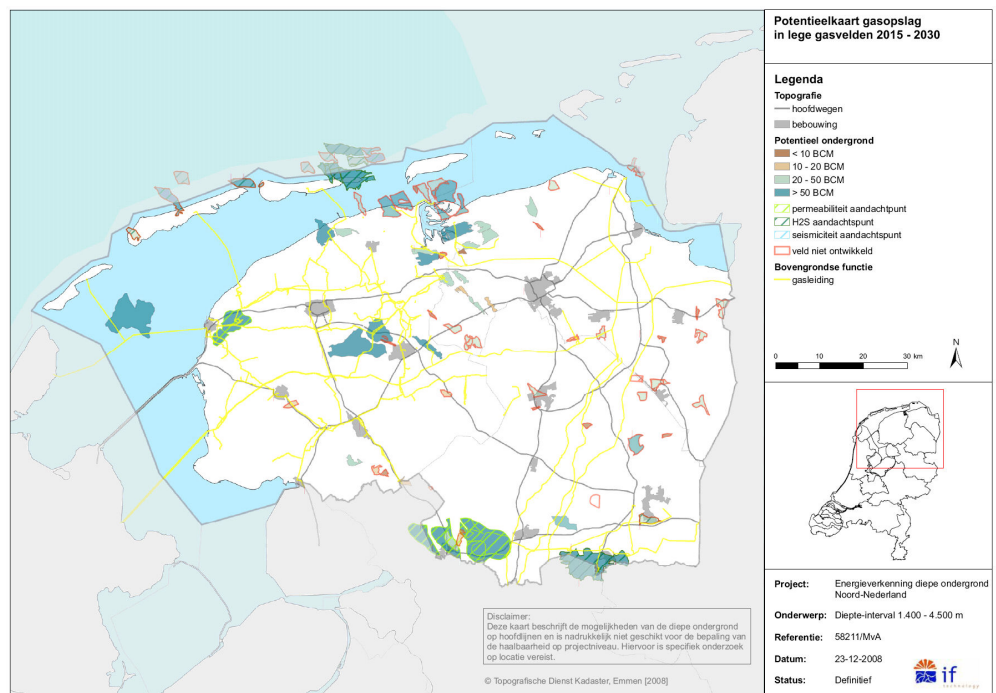 Potentieelkaart gasopslag
in lege gasvelden 2015 - 2030
Legenda
Topografie
hoofdwegen
bebouwing
Potentieel ondergrond
< 10 BCM
10 - 20 BCM
20 - 50 BCM
> 50 BCM
permeabiliteit aandachtpunt
H2S aandachtspunt
seismiciteit aandachtspunt
veld niet ontwikkeld
Bovengrondse functie
gasleiding
N
0 10 20 30 km
Project: Energieverkenning diepe ondergrond
Noord-Nederland
Onderwerp: Diepte-interval 1.400 - 4.500 m
Referentie: 58211/MvA
Datum: 23-12-2008
Status: Definitief
if
technology
Disclaimer:
Deze kaart beschrijft de mogelijkheden van de diepe ondergrond
op hoofdlijnen en is nadrukkelijk niet geschikt voor de bepaling van
de haalbaarheid op projectniveau. Hiervoor is specifiek onderzoek
op locatie vereist.
© Topografische Dienst Kadaster, Emmen [2008]